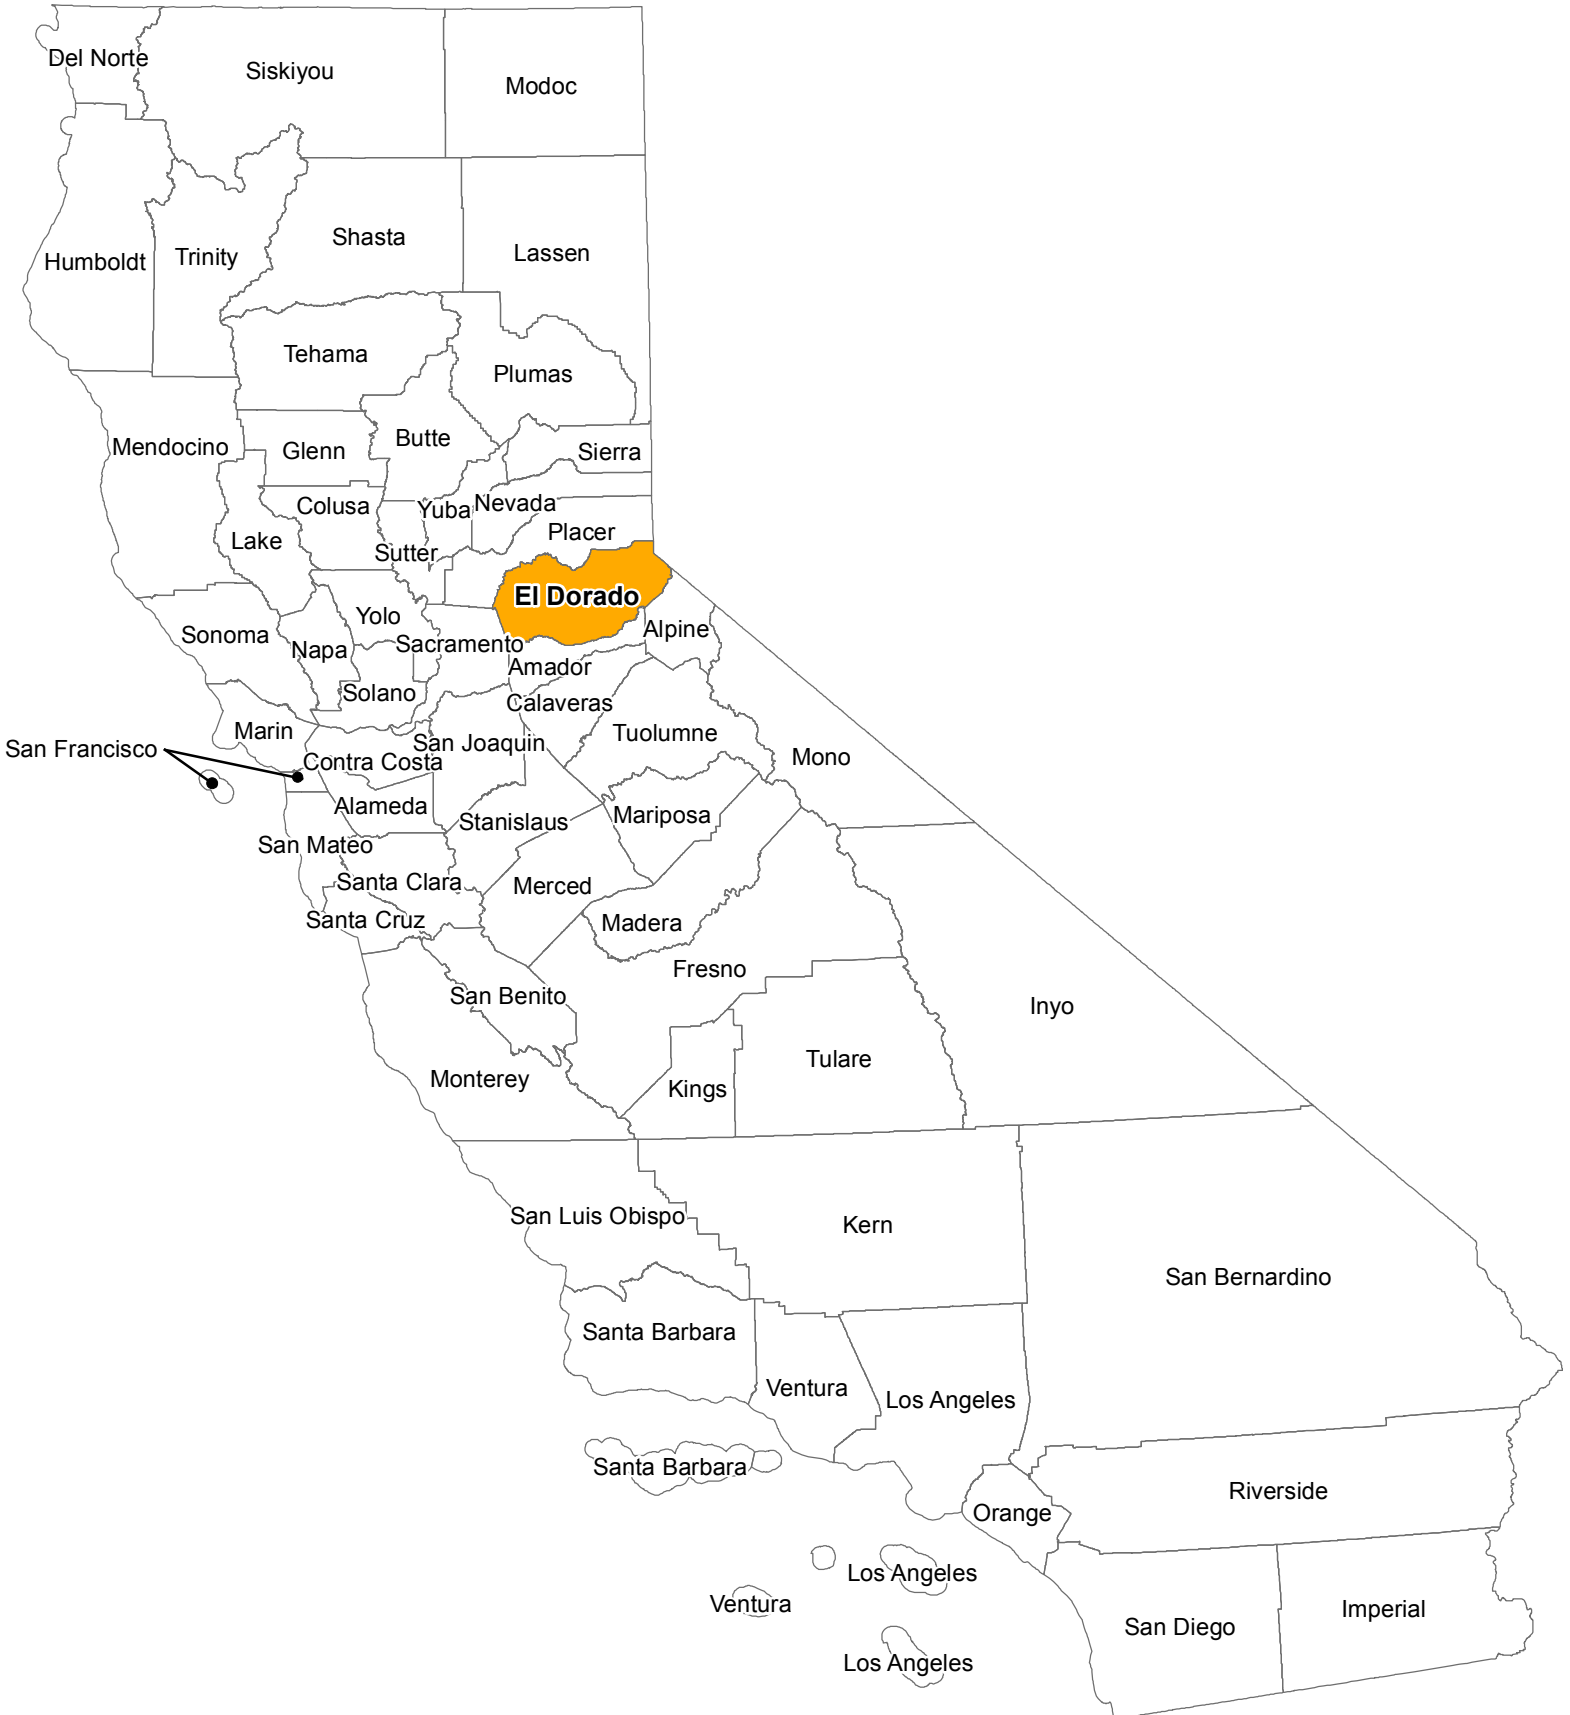 Del Norte
Siskiyou
Modoc
Shasta
Lassen
Humboldt
Trinity
Tehama
Plumas
Mendocino
Glenn
Butte
Sierra
Colusa
Yuba
Nevada
Placer
Lake
Sutter
El Dorado
Yolo
Sonoma
Napa
Sacramento
Alpine
Amador
Solano
Calaveras
Marin
San Francisco
Contra Costa
San Joaquin
Tuolumne
Mono
Alameda
Stanislaus
Mariposa
San Mateo
Santa Clara
Merced
Santa Cruz
Madera
Fresno
San Benito
Inyo
Monterey
Kings
Tulare
San Luis Obispo
Kern
San Bernardino
Santa Barbara
Ventura
Los Angeles
Santa Barbara
Riverside
Orange
Los Angeles
Ventura
San Diego
Imperial
Los Angeles